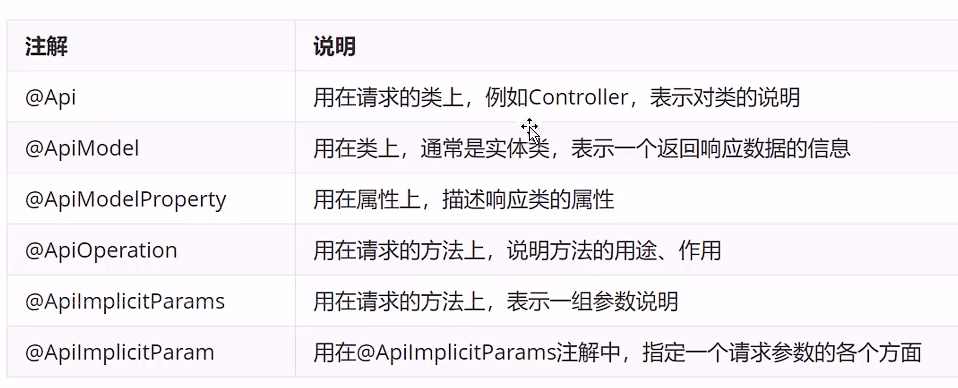 注解 说明
@Api 用在请求的类上，例如Controller，表示对类的说明
@ApiModel 用在类上，通常是实体类，表示一个返回响应数据的信息
@ApiModelProperty 用在属性上，描述响应类的属性
@ApiOperation 用在请求的方法上，说明方法的用途、作用
@ApiImplicitParams 用在请求的方法上，表示一组参数说明
@ApiImplicitParam 用在@ApiImplicitParams注解中，指定一个请求参数的各个方面